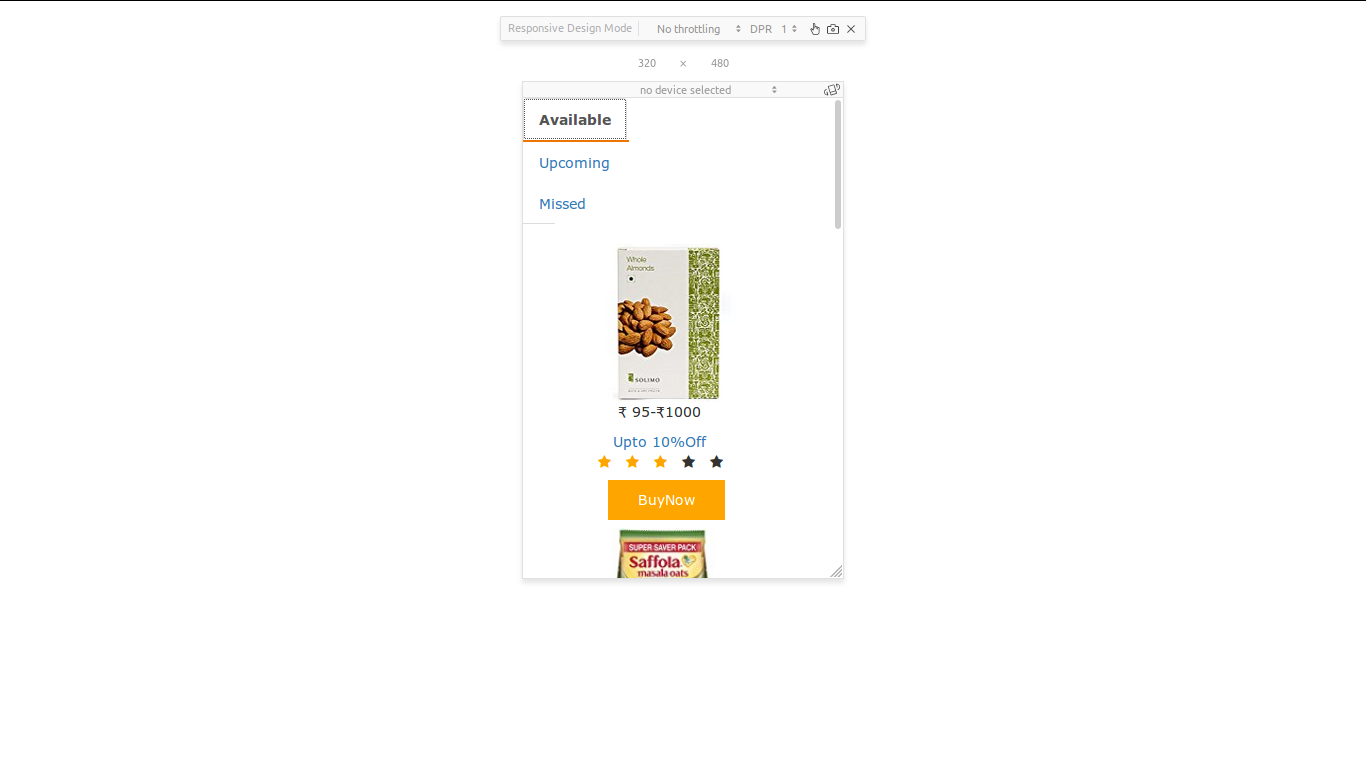 Responsive Design Mode No throttling DPR 1
320 × 480
no device selected
Available
Upcoming
Missed
Whole
Almonds
SOLIMO
₹ 95-₹1000
Upto 10%Off
BuyNow
SUPER SAVER PACK
Saffola
masala oats